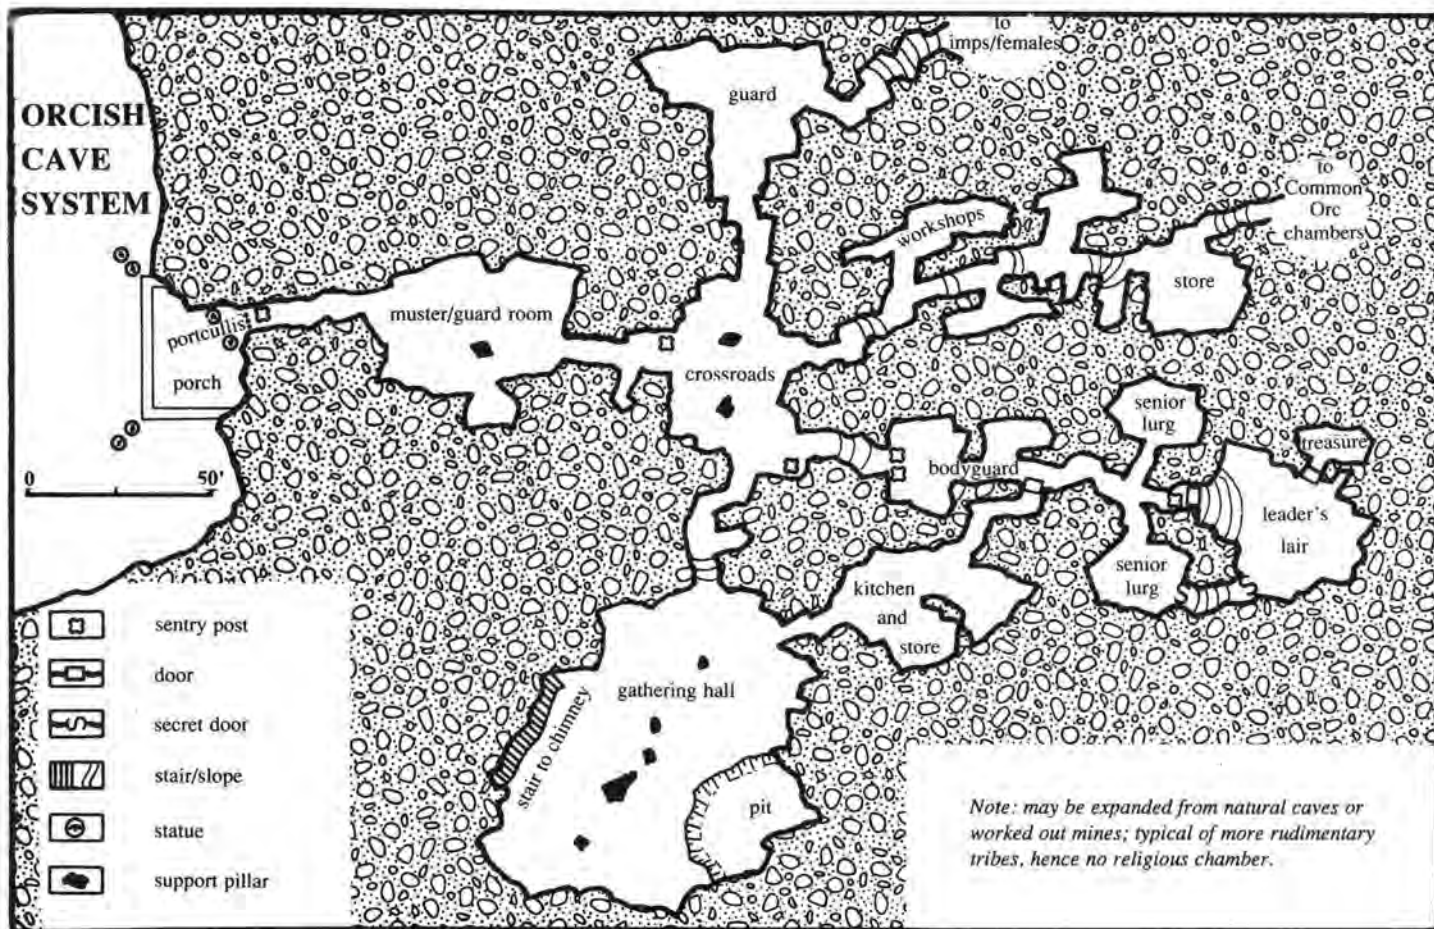 ORCISH
CAVE
SYSTEM
to
imps/females
guard
to
Common
Orc
chambers
workshops
store
muster/guard room
portcullis
porch
crossroads
senior
lurg
treasure
bodyguard
leader's
lair
0 50'
senior
lurg
kitchen
and
store
gathering hall
stair to chimney
pit
sentry post
door
secret door
S
stair/slope
statue
support pillar
Note: may be expanded from natural caves or
worked out mines; typical of more rudimentary
tribes, hence no religious chamber.